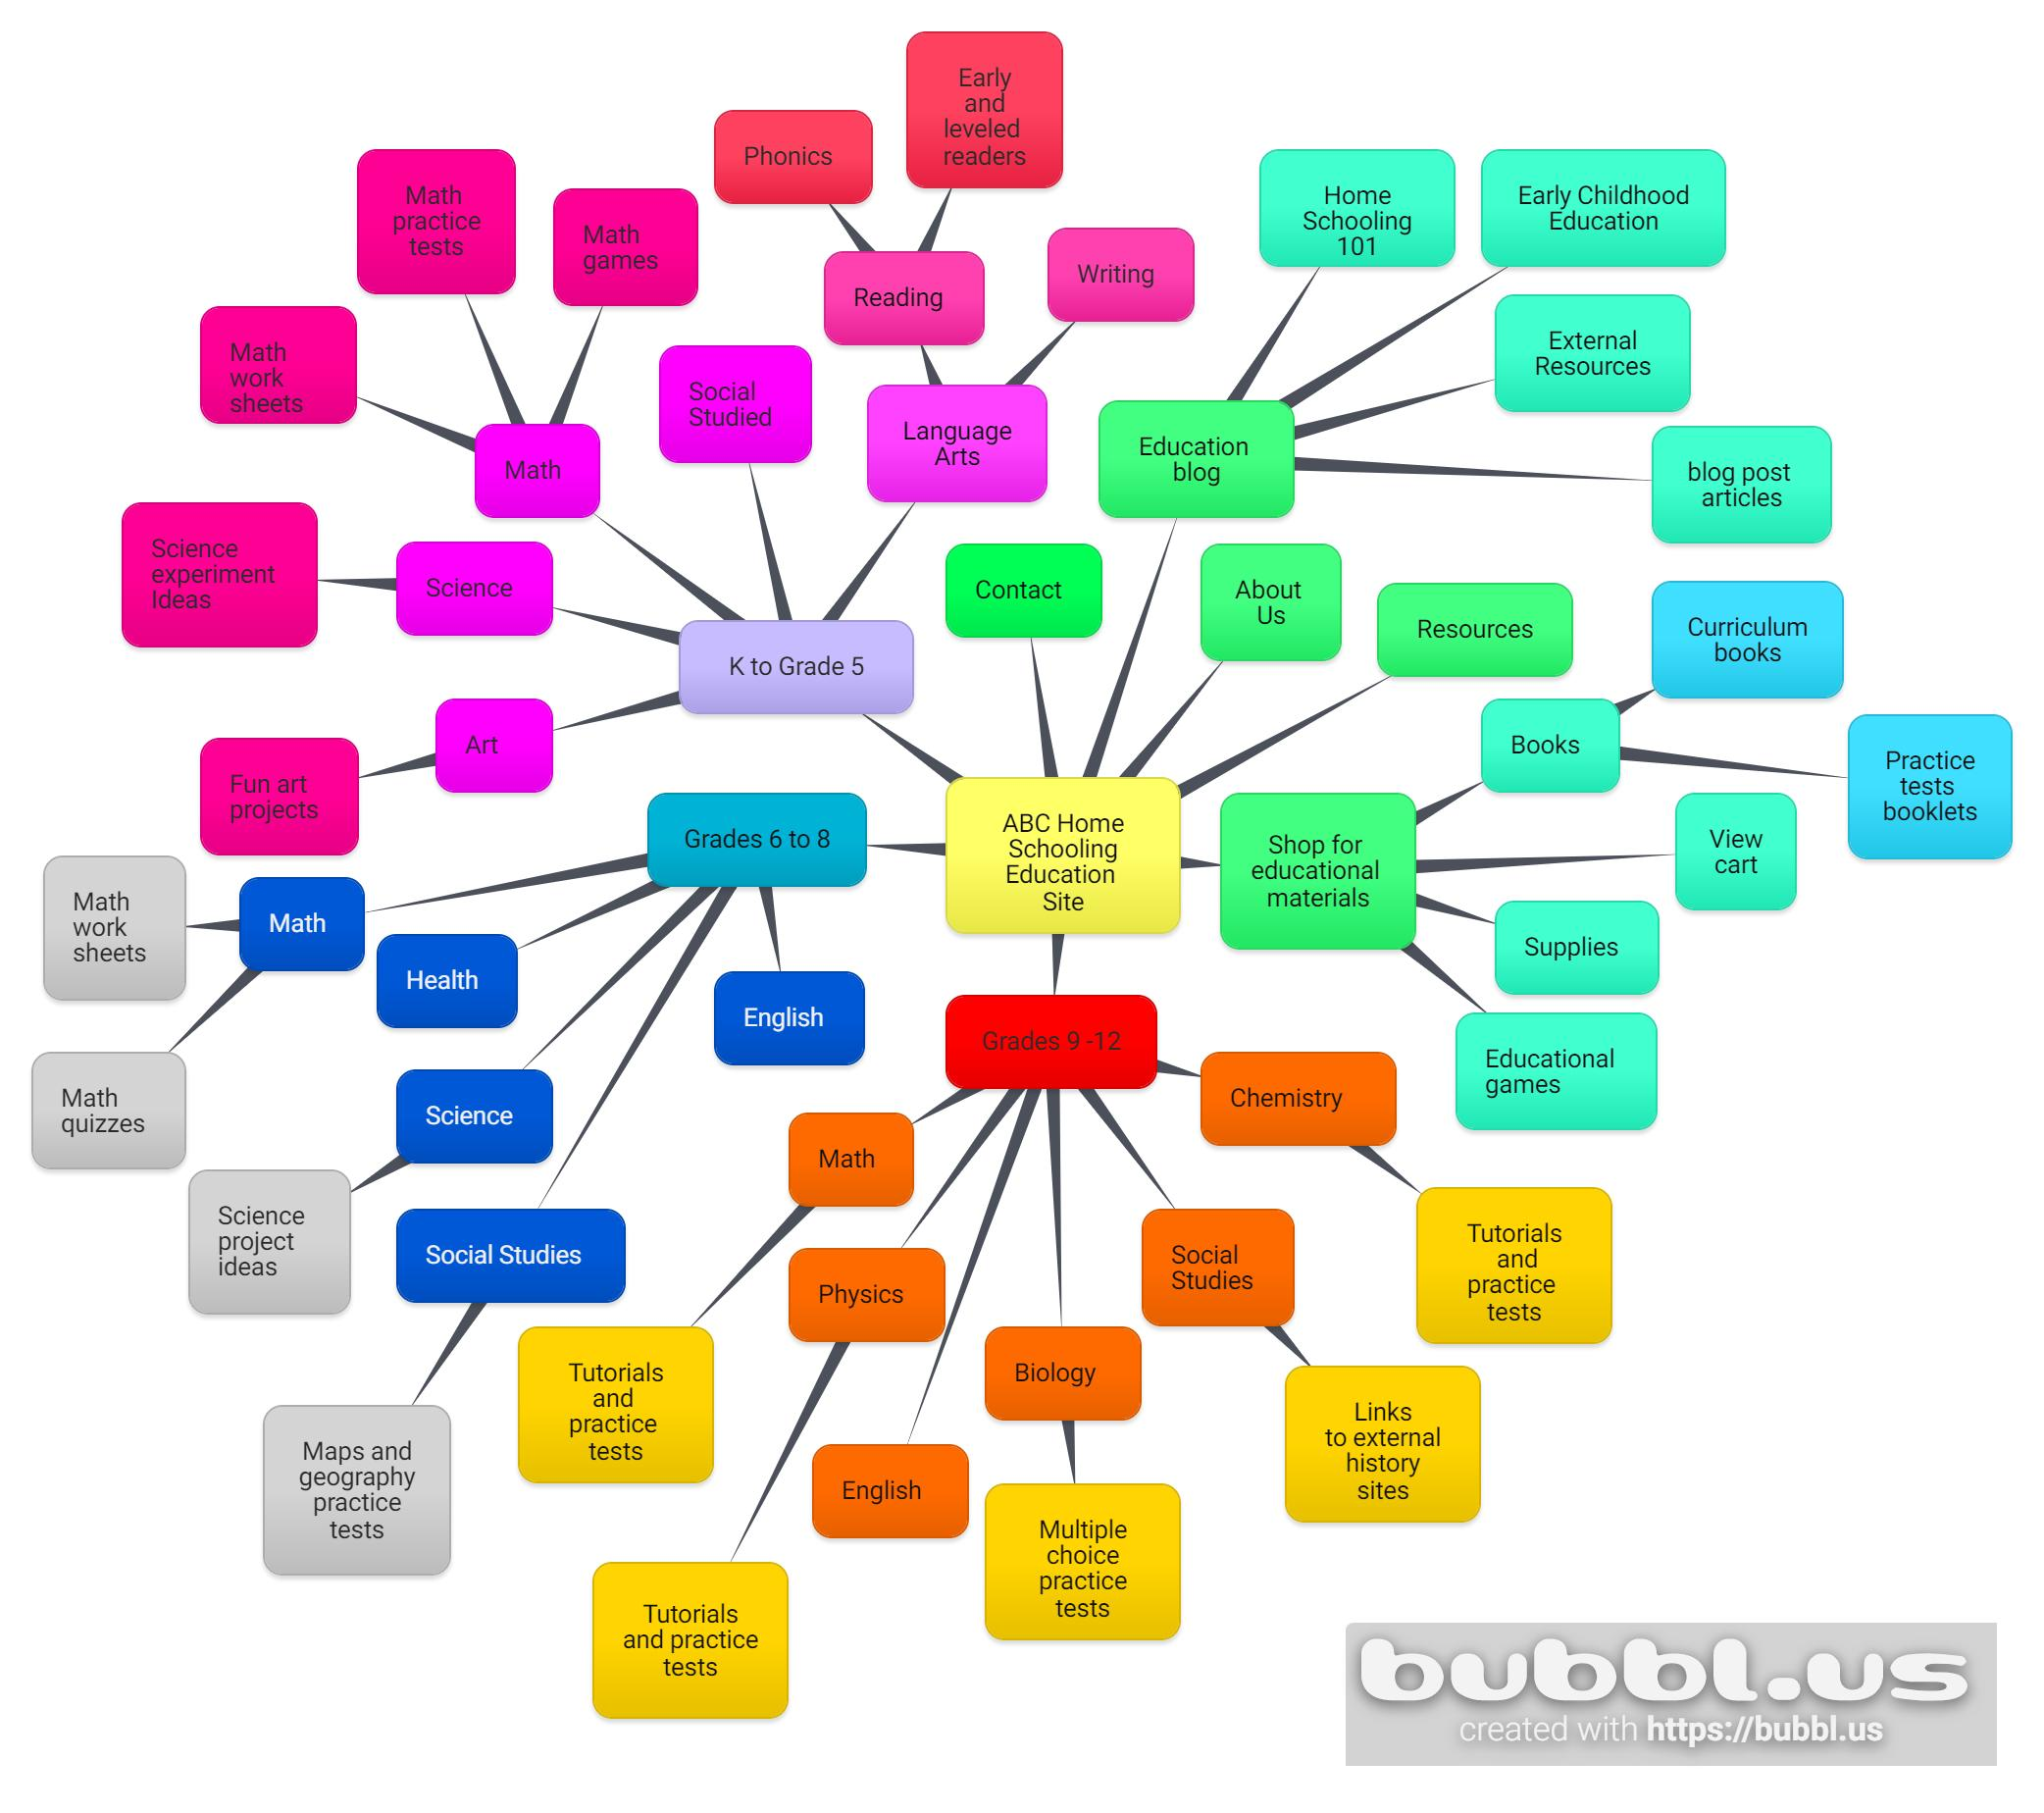 Early
and
leveled
readers
Phonics
Math
practice
tests
Math
games
Home
Schooling
101
Early Childhood
Education
Reading
Writing
Math
work
sheets
Social
Studied
External
Resources
Language
Arts
Education
blog
Math
blog post
articles
Science
experiment
Ideas
Science
Contact
About
Us
Resources
Curriculum
books
K to Grade 5
Art
Books
Fun art
projects
Practice
tests
booklets
Grades 6 to 8
ABC Home
Schooling
Education
Site
Shop for
educational
materials
View
cart
Math
work
sheets
Math
Health
English
Supplies
Grades 9 -12
Educational
games
Math
quizzes
Science
Chemistry
Math
Science
project
ideas
Social Studies
Physics
Social
Studies
Tutorials
and
practice
tests
Tutorials
and
practice
tests
Biology
Links
to external
history
sites
Maps and
geography
practice
tests
English
Multiple
choice
practice
tests
Tutorials
and practice
tests
bubbl.us
created with https://bubbl.us